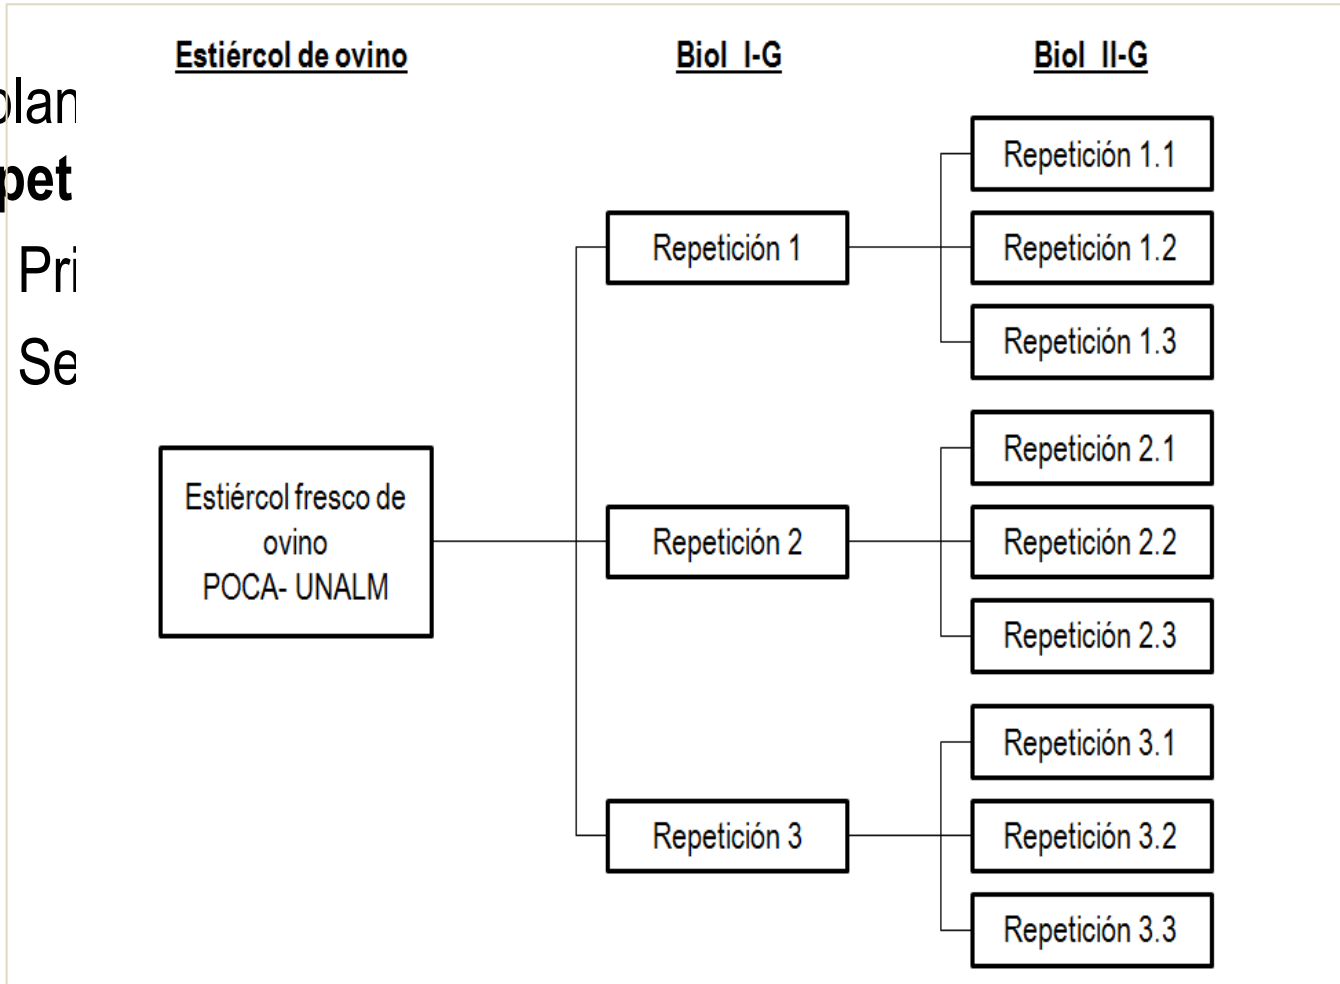 Estiércol de ovino
Biol I-G
Biol II-G
Pri
Se
Estiércol fresco de
ovino
POCA- UNALM
Repetición 1
Repetición 2
Repetición 3
Repetición 1.1
Repetición 1.2
Repetición 1.3
Repetición 2.1
Repetición 2.2
Repetición 2.3
Repetición 3.1
Repetición 3.2
Repetición 3.3